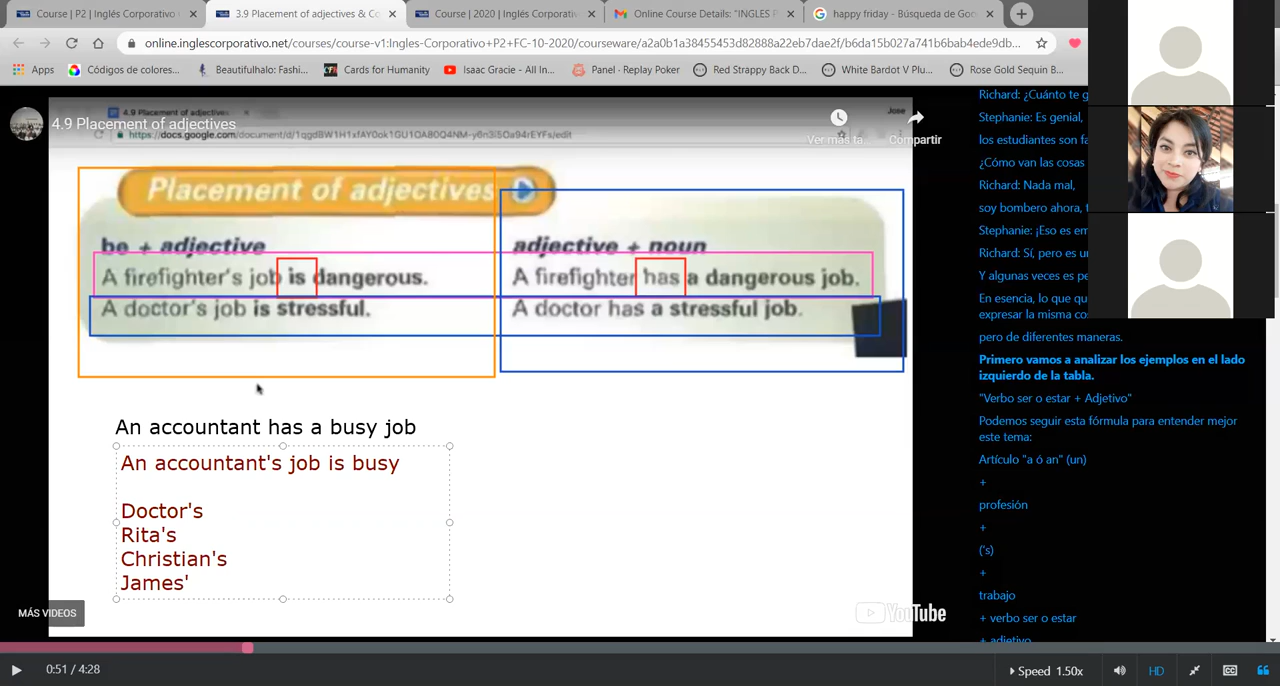 Course | P2 | Inglés Corporativo
3.9 Placement of adjectives & Co
Course | 2020 | Inglés Corporativ
Online Course Details: "INGLES P
happy friday - Búsqueda de Goo
online.inglescorporativo.net/courses/course-v1:Ingles-Corporativo+P2+FC-10-2020/courseware/a2a0b1a38455453d82888a22eb7dae2f/b6da15b027a741b6bab4ede9db...
Apps
Códigos de colores...
Beautifulhalo: Fashi...
Cards for Humanity
Isaac Gracie - All In...
Panel · Replay Poker
Red Strappy Back D...
White Bardot V Plu...
Rose Gold Sequin B...
4.9 Placement of adjectives
Jose
4.9 Placement of adjectives
Ver más ta...
Compartir
Placement of adjectives
be + adjective
adjective + noun
A firefighter's job is dangerous.
A firefighter has a dangerous job.
A doctor's job is stressful.
A doctor has a stressful job.
An accountant has a busy job
An accountant's job is busy
Doctor's
Rita's
Christian's
James'
MÁS VIDEOS
YouTube
0:51 / 4:28
Speed 1.50x
HD
Richard: ¿Cuánto te g
Stephanie: Es genial,
los estudiantes son fa
¿Cómo van las cosas
Richard: Nada mal,
soy bombero ahora, t
Stephanie: ¡Eso es em
Richard: Sí, pero es un
Y algunas veces es pe
En esencia, lo que qu
expresar la misma co
pero de diferentes maneras.
Primero vamos a analizar los ejemplos en el lado
izquierdo de la tabla.
"Verbo ser o estar + Adjetivo"
Podemos seguir esta fórmula para entender mejor
este tema:
Artículo "a ó an" (un)
+
profesión
+
('s)
+
trabajo
+ verbo ser o estar
+ adjetivo